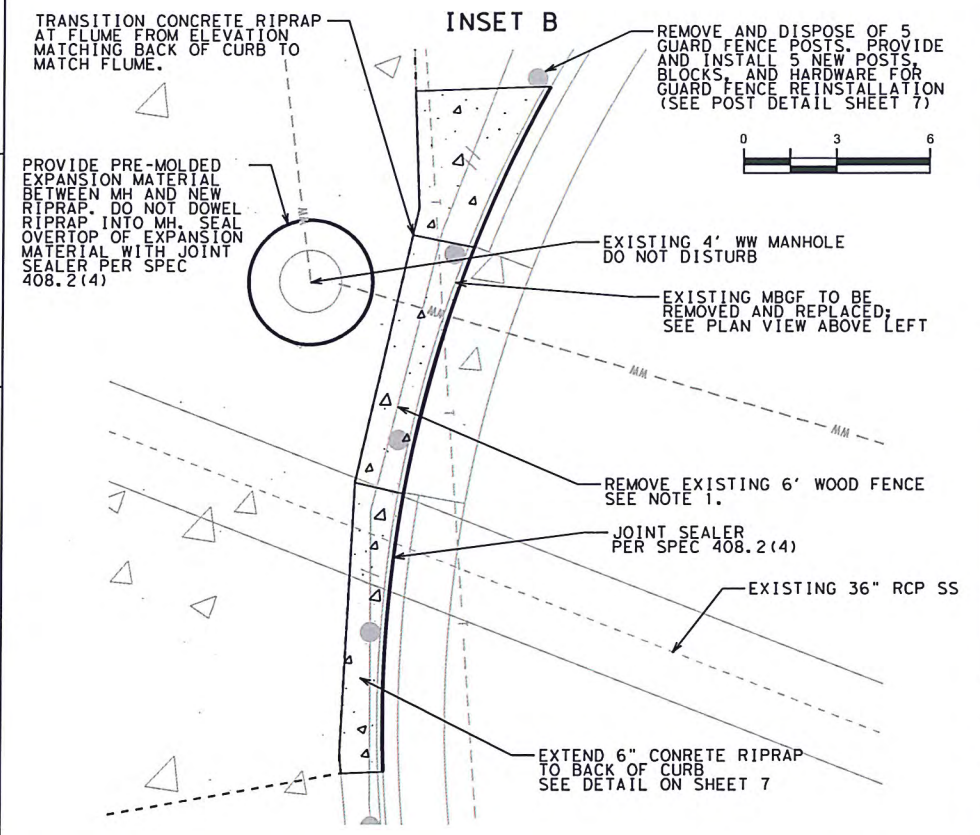 INSET B
TRANSITION CONCRETE RIPRAP
AT FLUME FROM ELEVATION
MATCHING BACK OF CURB TO
MATCH FLUME.
REMOVE AND DISPOSE OF 5
GUARD FENCE POSTS. PROVIDE
AND INSTALL 5 NEW POSTS,
BLOCKS, AND HARDWARE FOR
GUARD FENCE REINSTALLATION
(SEE POST DETAIL SHEET 7)
0 3 6
PROVIDE PRE-MOLDED
EXPANSION MATERIAL
BETWEEN MH AND NEW
RIPRAP. DO NOT DOWEL
RIPRAP INTO MH. SEAL
OVERTOP OF EXPANSION
MATERIAL WITH JOINT
SEALER PER SPEC
408.2(4)
WW
EXISTING 4' WW MANHOLE
DO NOT DISTURB
EXISTING MBGF TO BE
REMOVED AND REPLACED;
SEE PLAN VIEW ABOVE LEFT
T
WW
WW
WW
T
REMOVE EXISTING 6' WOOD FENCE
SEE NOTE 1.
JOINT SEALER
PER SPEC 408.2(4)
EXISTING 36" RCP SS
T
EXTEND 6" CONRETE RIPRAP
TO BACK OF CURB
SEE DETAIL ON SHEET 7